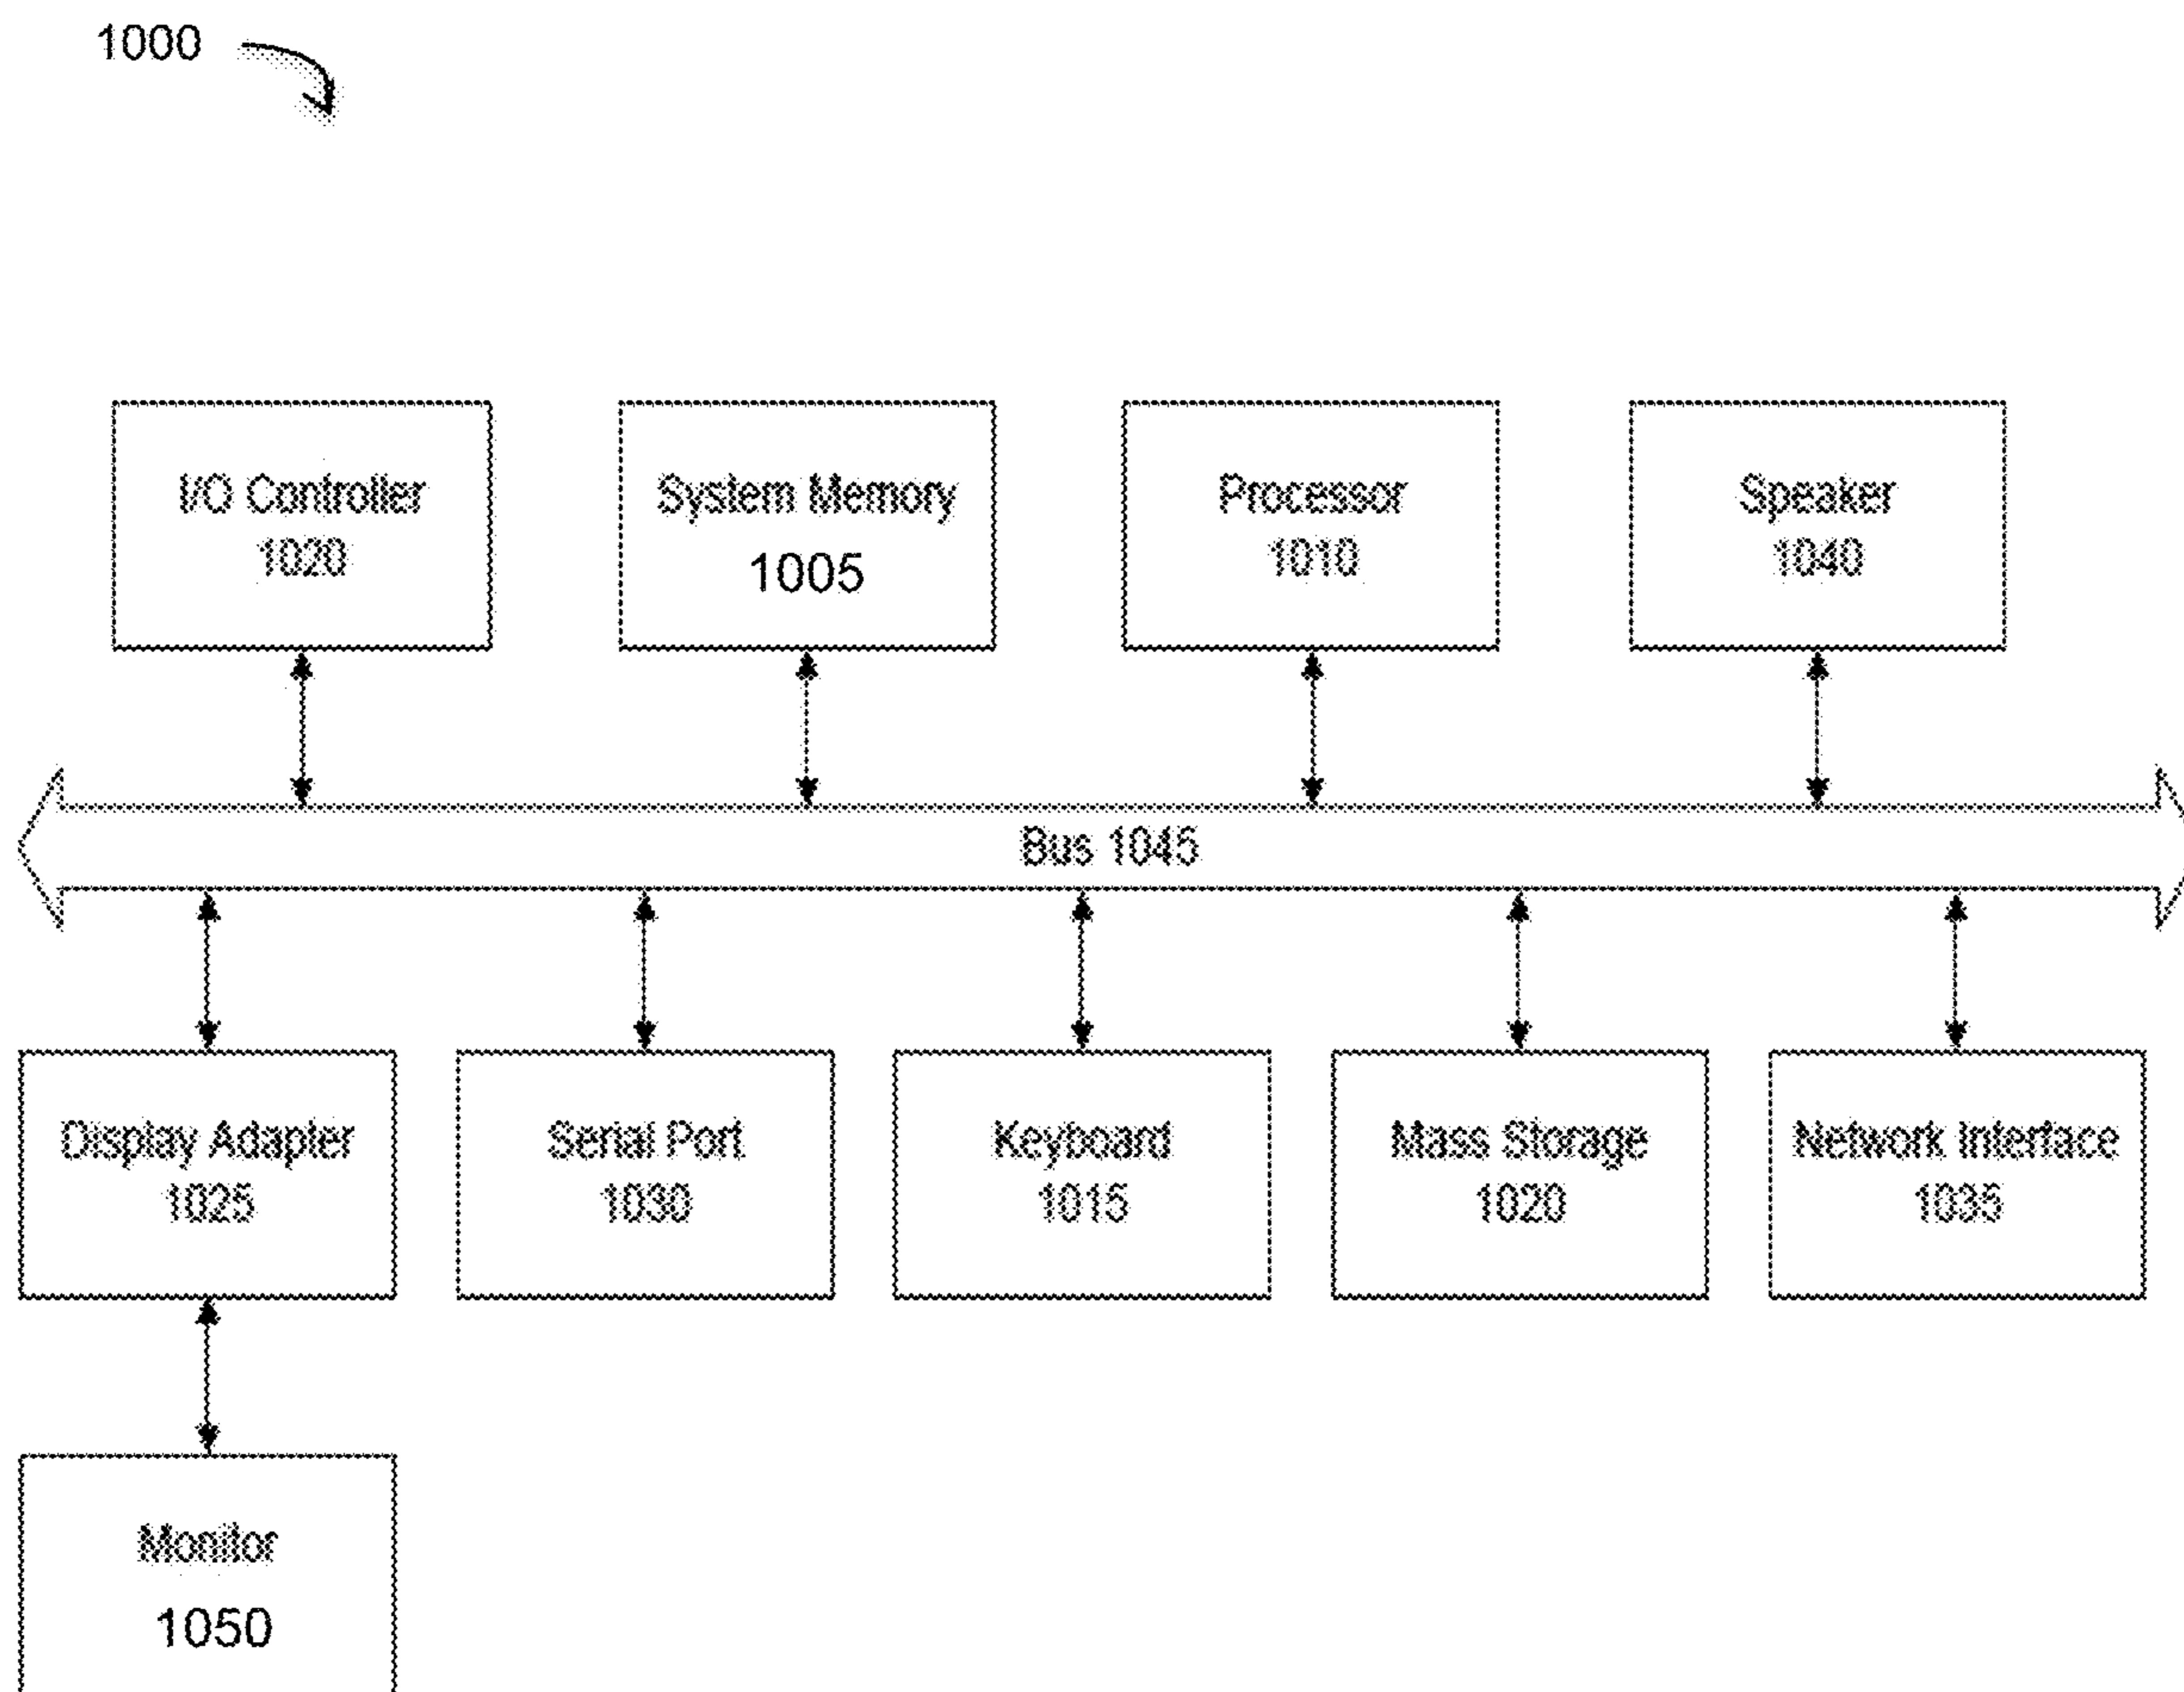 1000
I/O Controller
1020
System Memory
1005
Processor
1010
Speaker
1040
Bus 1045
Display Adapter
1025
Serial Port
1030
Keyboard
1015
Mass Storage
1020
Network Interface
1035
Monitor
1050